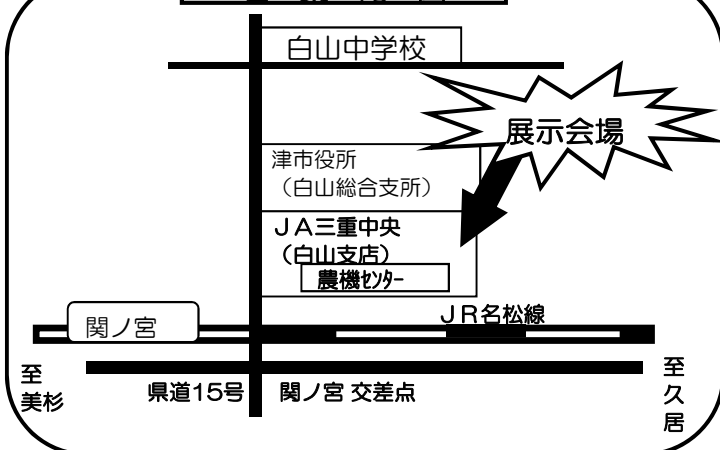 白山中学校
展示会場
津市役所
（白山総合支所）
ＪＡ三重中央
（白山支店）
農機ｾﾝﾀｰ
ＪＲ名松線
関ノ宮
至
美杉
県道15号
関ノ宮 交差点
至
久
居